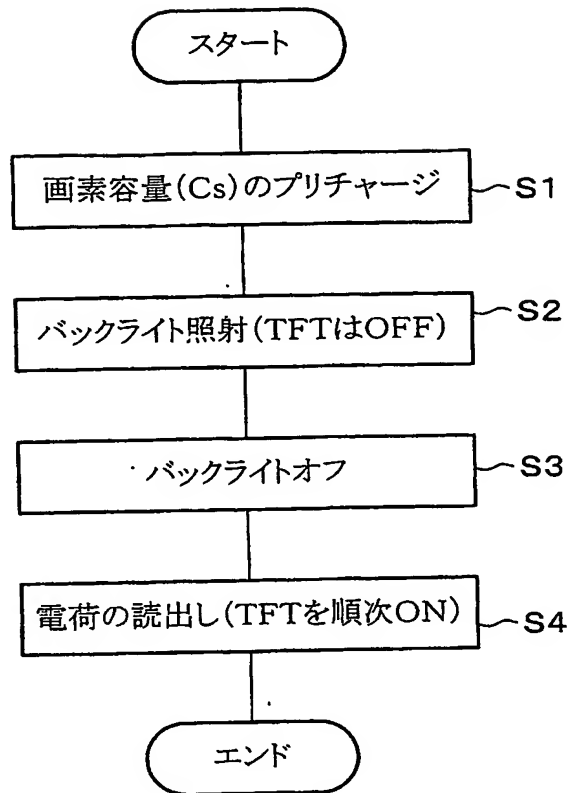 スタート
画素容量(Cs)のプリチャージ
S1
バックライト照射(TFTはOFF)
S2
バックライトオフ
S3
電荷の読出し(TFTを順次ON)
S4
エンド